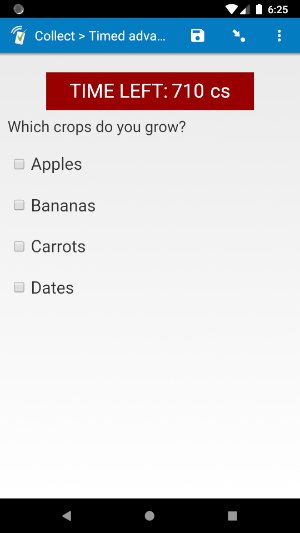 6:25
Collect > Timed adva...
TIME LEFT: 710 cs
Which crops do you grow?
Apples
Bananas
Carrots
Dates